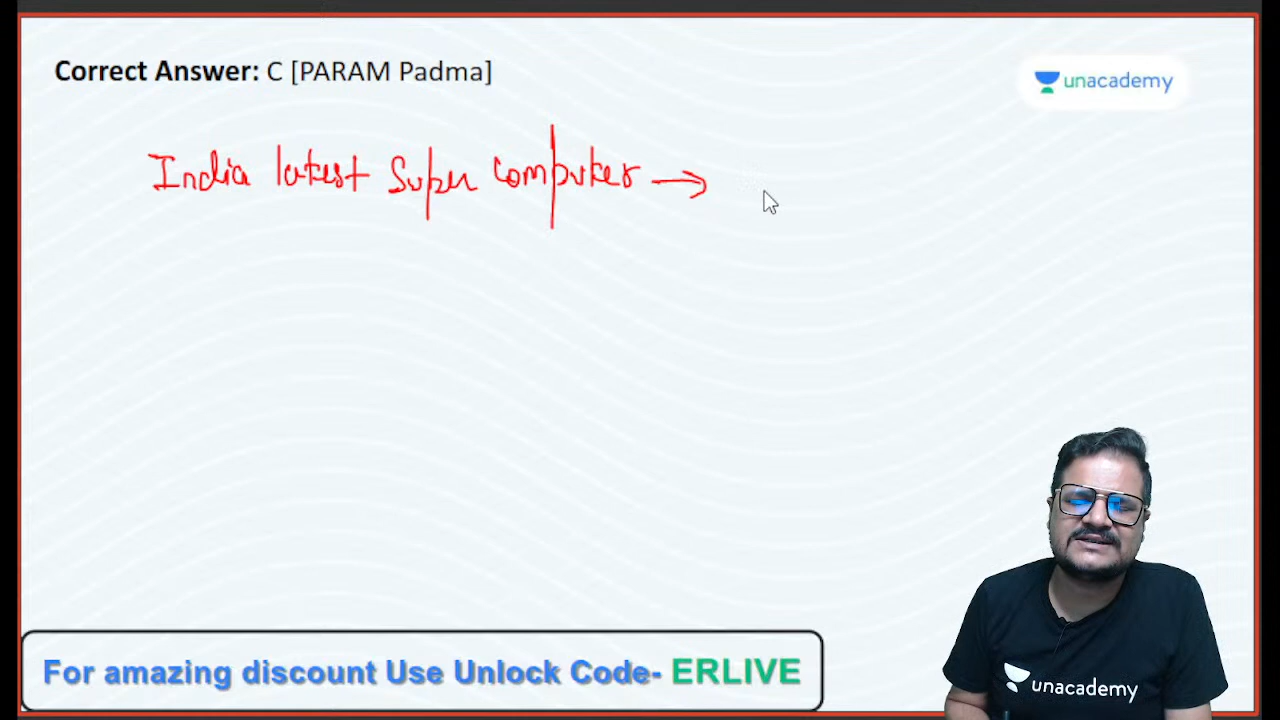 Correct Answer: C [PARAM Padma]
unacademy
India latest Super computer →
For amazing discount Use Unlock Code- ERLIVE
unacademy